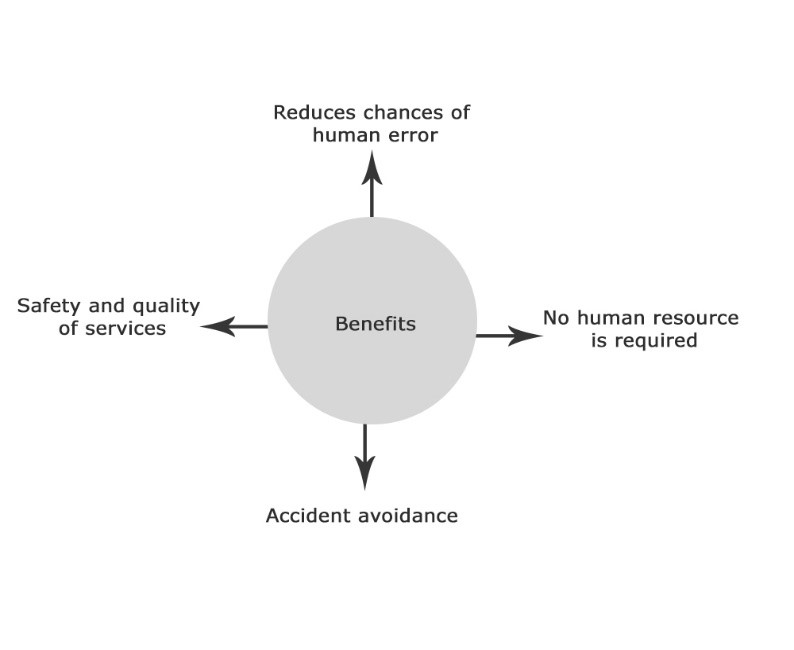 Reduces chances of
human error
Safety and quality
of services
Benefits
No human resource
is required
Accident avoidance